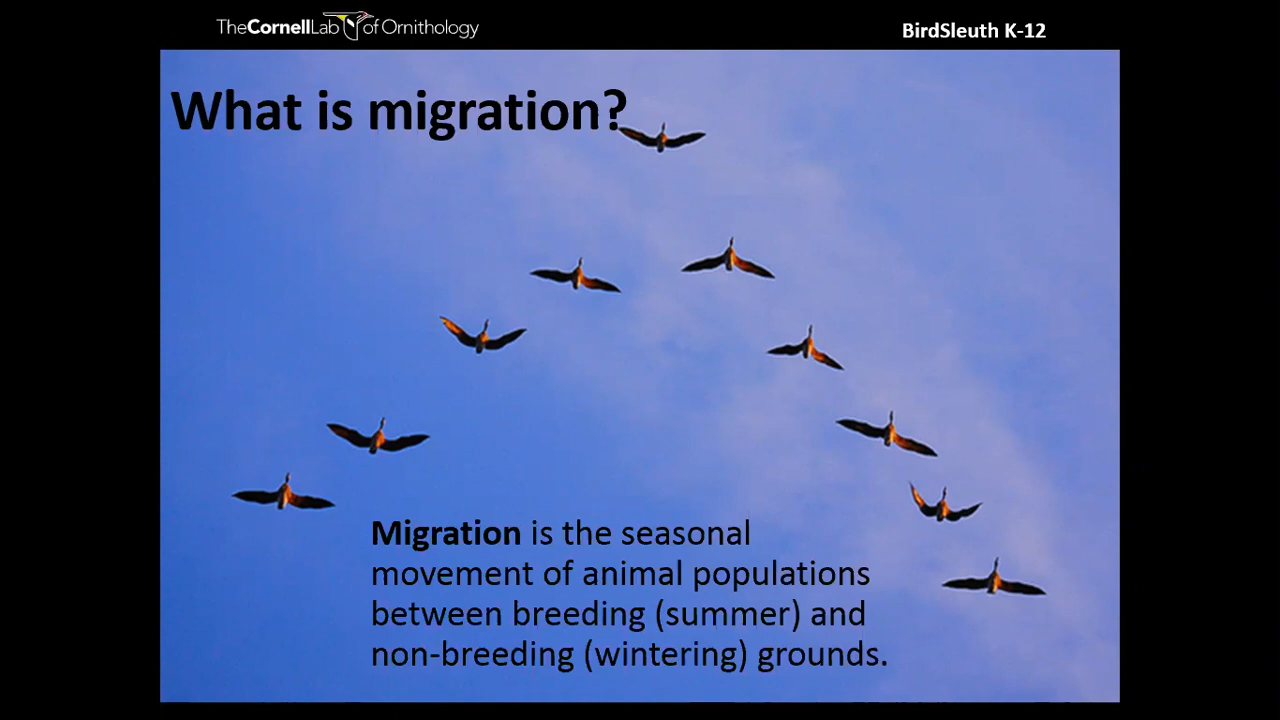 TheCornellLab of Ornithology
BirdSleuth K-12
What is migration?
Migration is the seasonal
movement of animal populations
between breeding (summer) and
non-breeding (wintering) grounds.